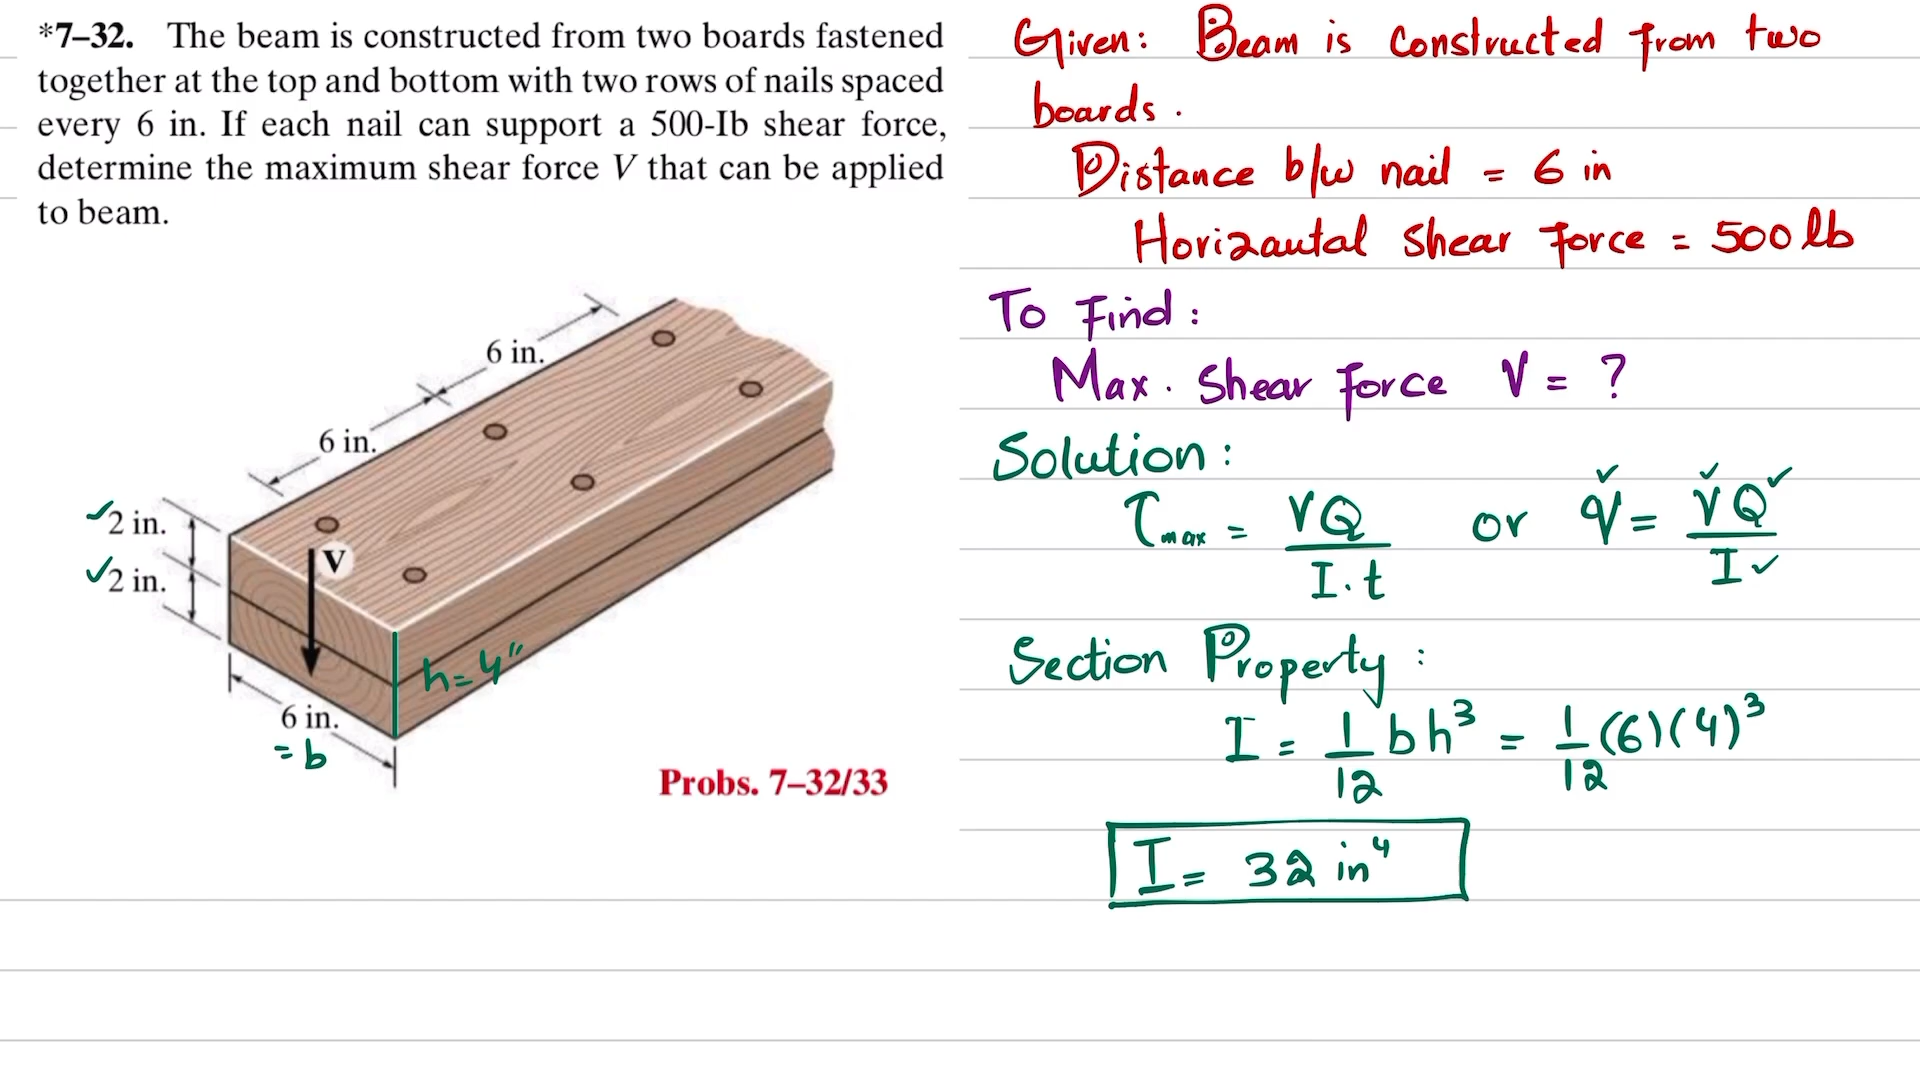 *7–32. The beam is constructed from two boards fastened
together at the top and bottom with two rows of nails spaced
every 6 in. If each nail can support a 500-Ib shear force,
determine the maximum shear force V that can be applied
to beam.
6 in.
6 in.
✓2 in.
✓2 in.
V
h = 4"
6 in.
= b
Probs. 7–32/33
Given: Beam is constructed from two
boards.
Distance b/w nail = 6 in
Horizantal shear force = 500 lb
To Find:
Max. shear force V = ?
Solution:
τmax = VQ / I.t or q = VQ / I
Section Property:
I = 1/12 bh³ = 1/12 (6)(4)³
I = 32 in⁴